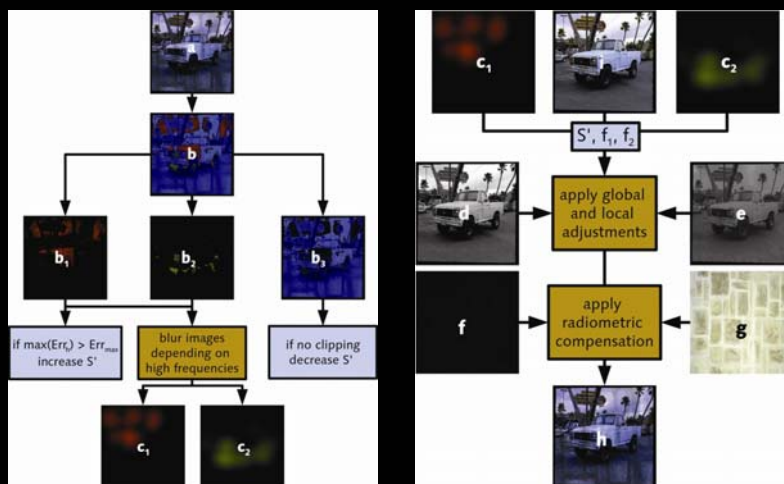 a
b
b₁
b₂
b₃
if max(Errₕ) > Errₘₐₓ
increase S'
blur images
depending on
high frequencies
if no clipping
decrease S'
c₁
c₂
c₁
c₂
S', f₁, f₂
d
apply global
and local
adjustments
e
f
apply
radiometric
compensation
g
h